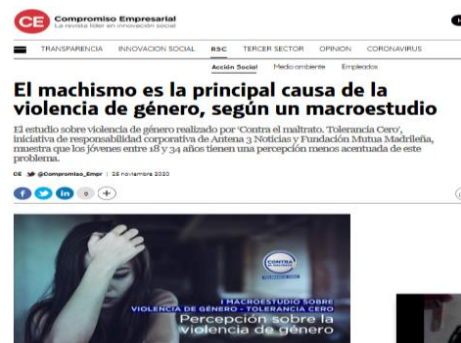 CE Compromiso Empresarial
La revista líder en innovación social
TRANSPARENCIA INNOVACIÓN SOCIAL RSC TERCER SECTOR OPINIÓN CORONAVIRUS
Acción Social Medio ambiente Empleados
El machismo es la principal causa de la
violencia de género, según un macroestudio
El estudio sobre violencia de género realizado por 'Contra el maltrato. Tolerancia Cero',
iniciativa de responsabilidad corporativa de Antena 3 Noticias y Fundación Mutua Madrileña,
muestra que los jóvenes entre 18 y 34 años tienen una percepción menos acentuada de este
problema.
CE @Compromiso_Empr | 25 noviembre 2020
CONTRA
I MACROESTUDIO SOBRE
VIOLENCIA DE GÉNERO - TOLERANCIA CERO
Percepción sobre la
violencia de género